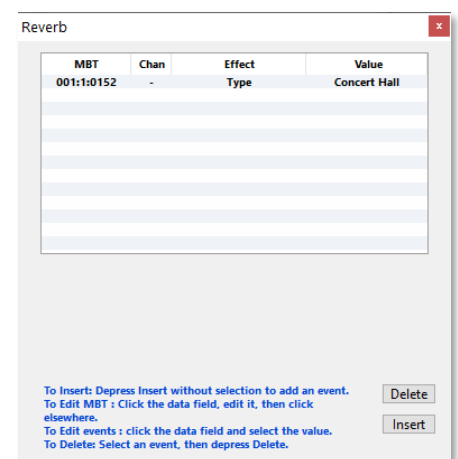 Reverb x
MBT Chan Effect Value
001:1:0152 - Type Concert Hall
To Insert: Depress Insert without selection to add an event.
To Edit MBT : Click the data field, edit it, then click
elsewhere.
To Edit events : click the data field and select the value.
To Delete: Select an event, then depress Delete.
Delete
Insert